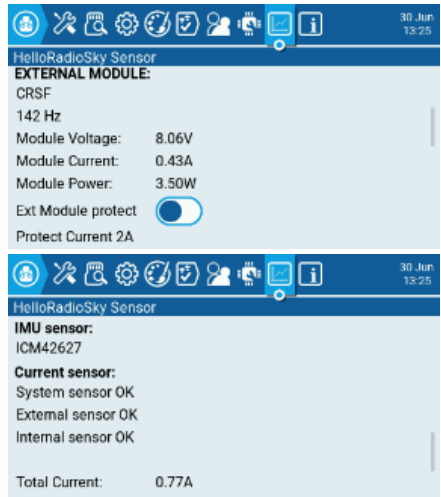 30 Jun
13:25
HelloRadioSky Sensor
EXTERNAL MODULE:
CRSF
142 Hz
Module Voltage: 8.06V
Module Current: 0.43A
Module Power: 3.50W
Ext Module protect
Protect Current 2A
30 Jun
13:25
HelloRadioSky Sensor
IMU sensor:
ICM42627
Current sensor:
System sensor OK
External sensor OK
Internal sensor OK
Total Current: 0.77A